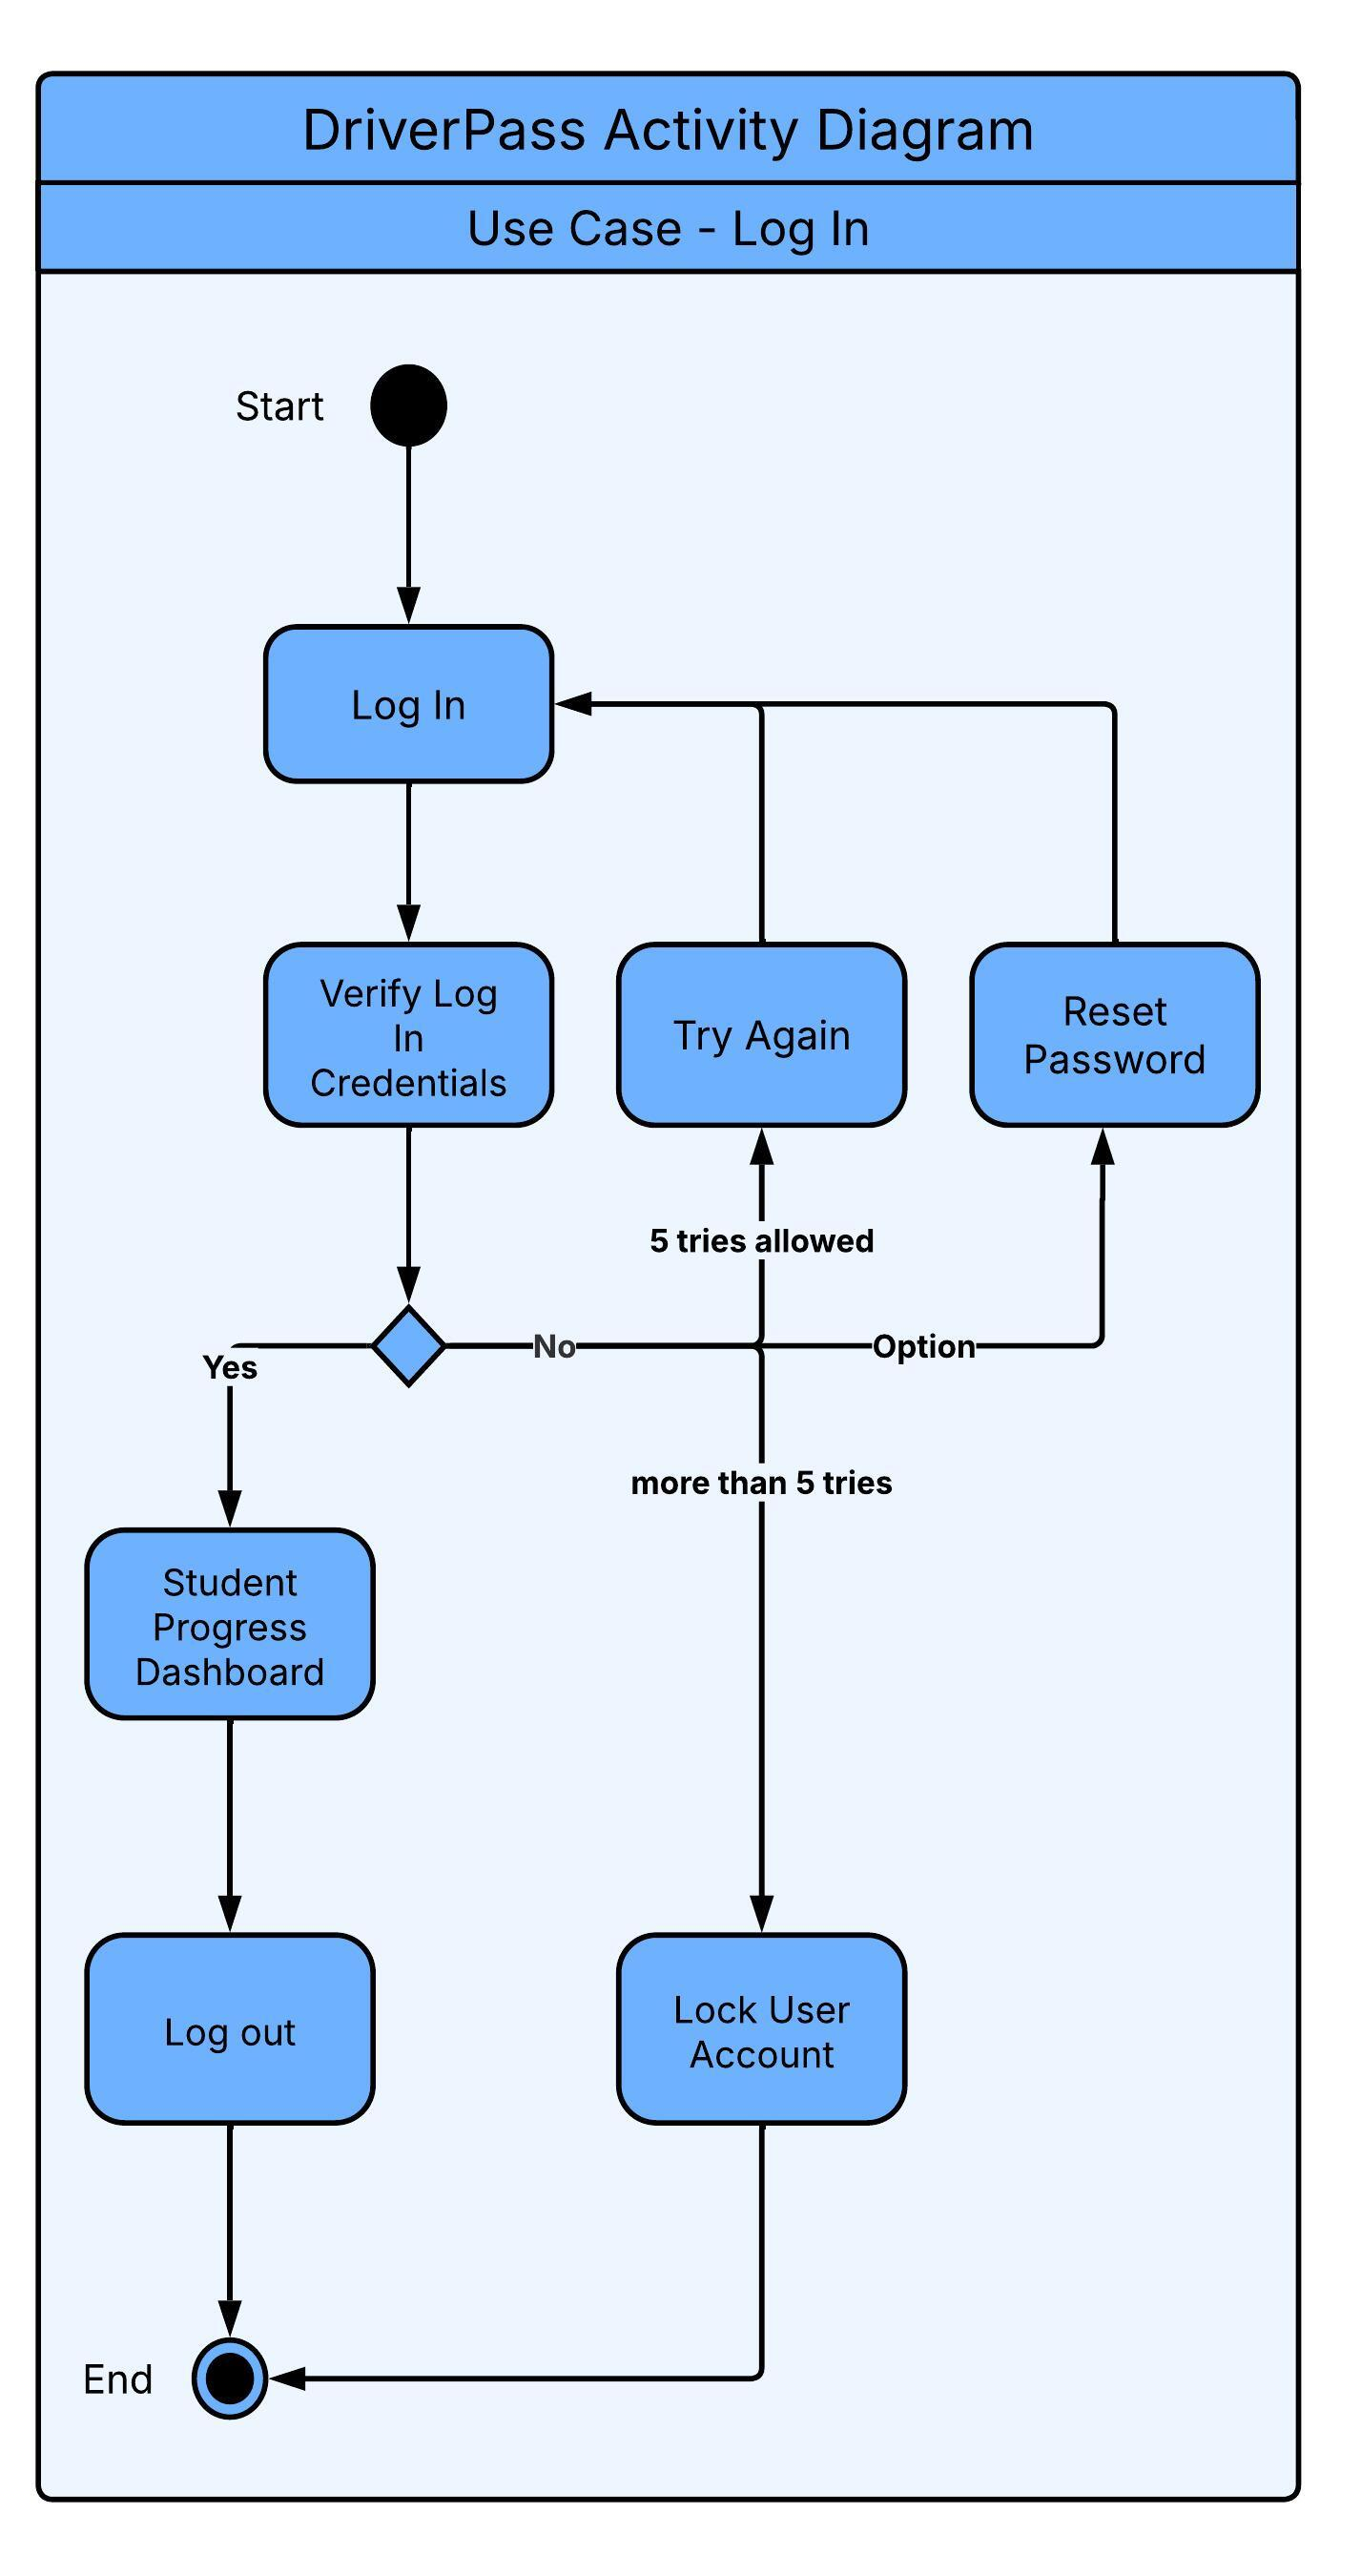 DriverPass Activity Diagram
Use Case - Log In
Start
Log In
Verify Log
In
Credentials
Try Again
Reset
Password
5 tries allowed
No
Option
Yes
more than 5 tries
Student
Progress
Dashboard
Log out
Lock User
Account
End